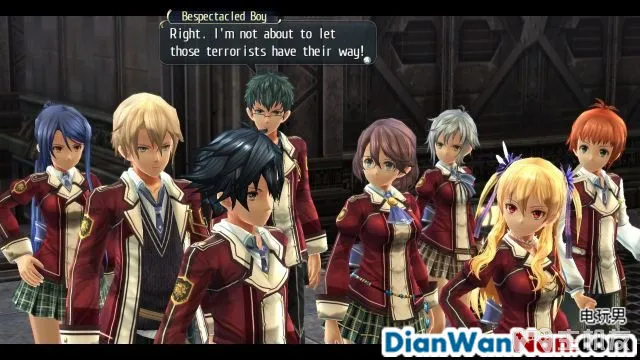 Bespectacled Boy
Right. I'm not about to let
those terrorists have their way!
电玩男
DianWanNan.com